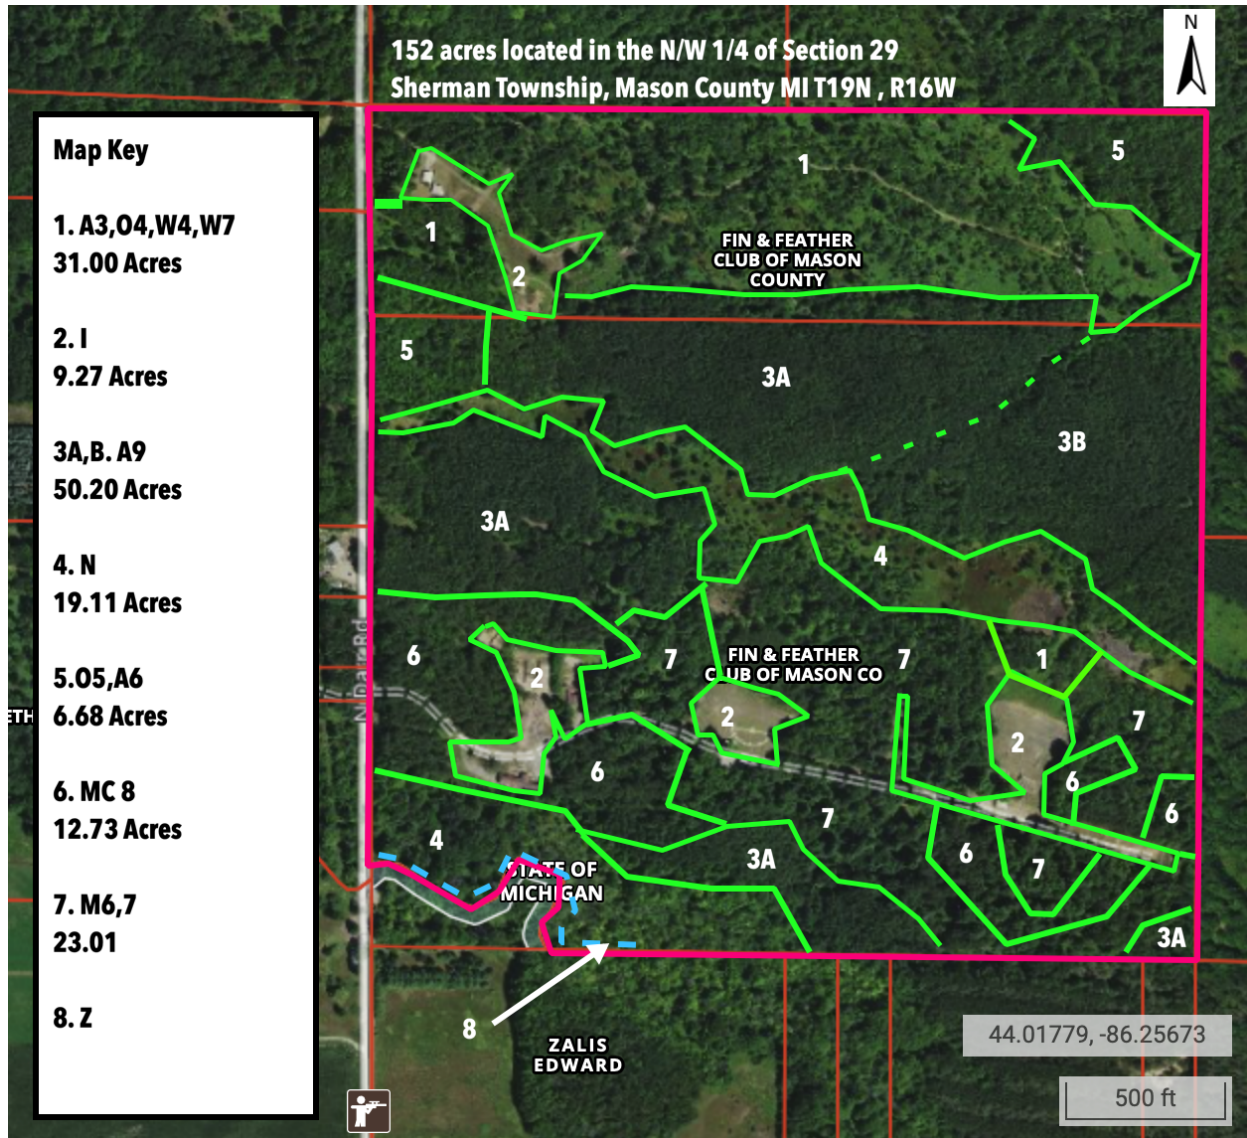 152 acres located in the N/W 1/4 of Section 29
Sherman Township, Mason County MI T19N , R16W
N
Map Key
1. A3,O4,W4,W7
31.00 Acres
2. I
9.27 Acres
3A,B. A9
50.20 Acres
4. N
19.11 Acres
5.O5,A6
6.68 Acres
6. MC 8
12.73 Acres
7. M6,7
23.01
8. Z
1
5
1
2
FIN & FEATHER
CLUB OF MASON
COUNTY
5
3A
3B
3A
4
6
2
7
FIN & FEATHER
CLUB OF MASON CO
7
1
2
2
7
6
6
6
4
7
3A
6
7
STATE OF
MICHIGAN
3A
8
ZALIS
EDWARD
N Darr Rd
ETH
44.01779, -86.25673
500 ft